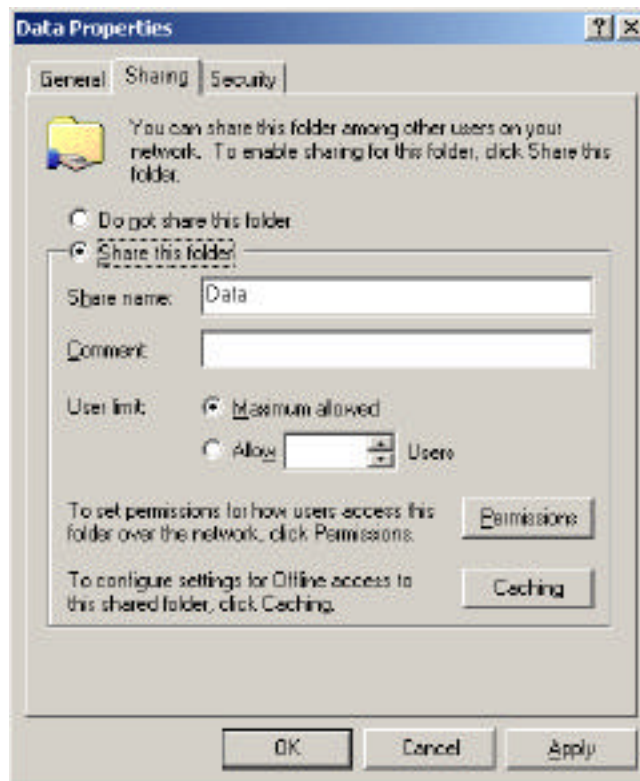 Data Properties
General Sharing Security
You can share this folder among other users on your
network. To enable sharing for this folder, click Share this
folder.
Do not share this folder
Share this folder
Share name: Data
Comment:
User limit: Maximum allowed
Allow Users
To set permissions for how users access this
folder over the network, click Permissions.
Permissions
To configure settings for Offline access to
this shared folder, click Caching.
Caching
OK Cancel Apply